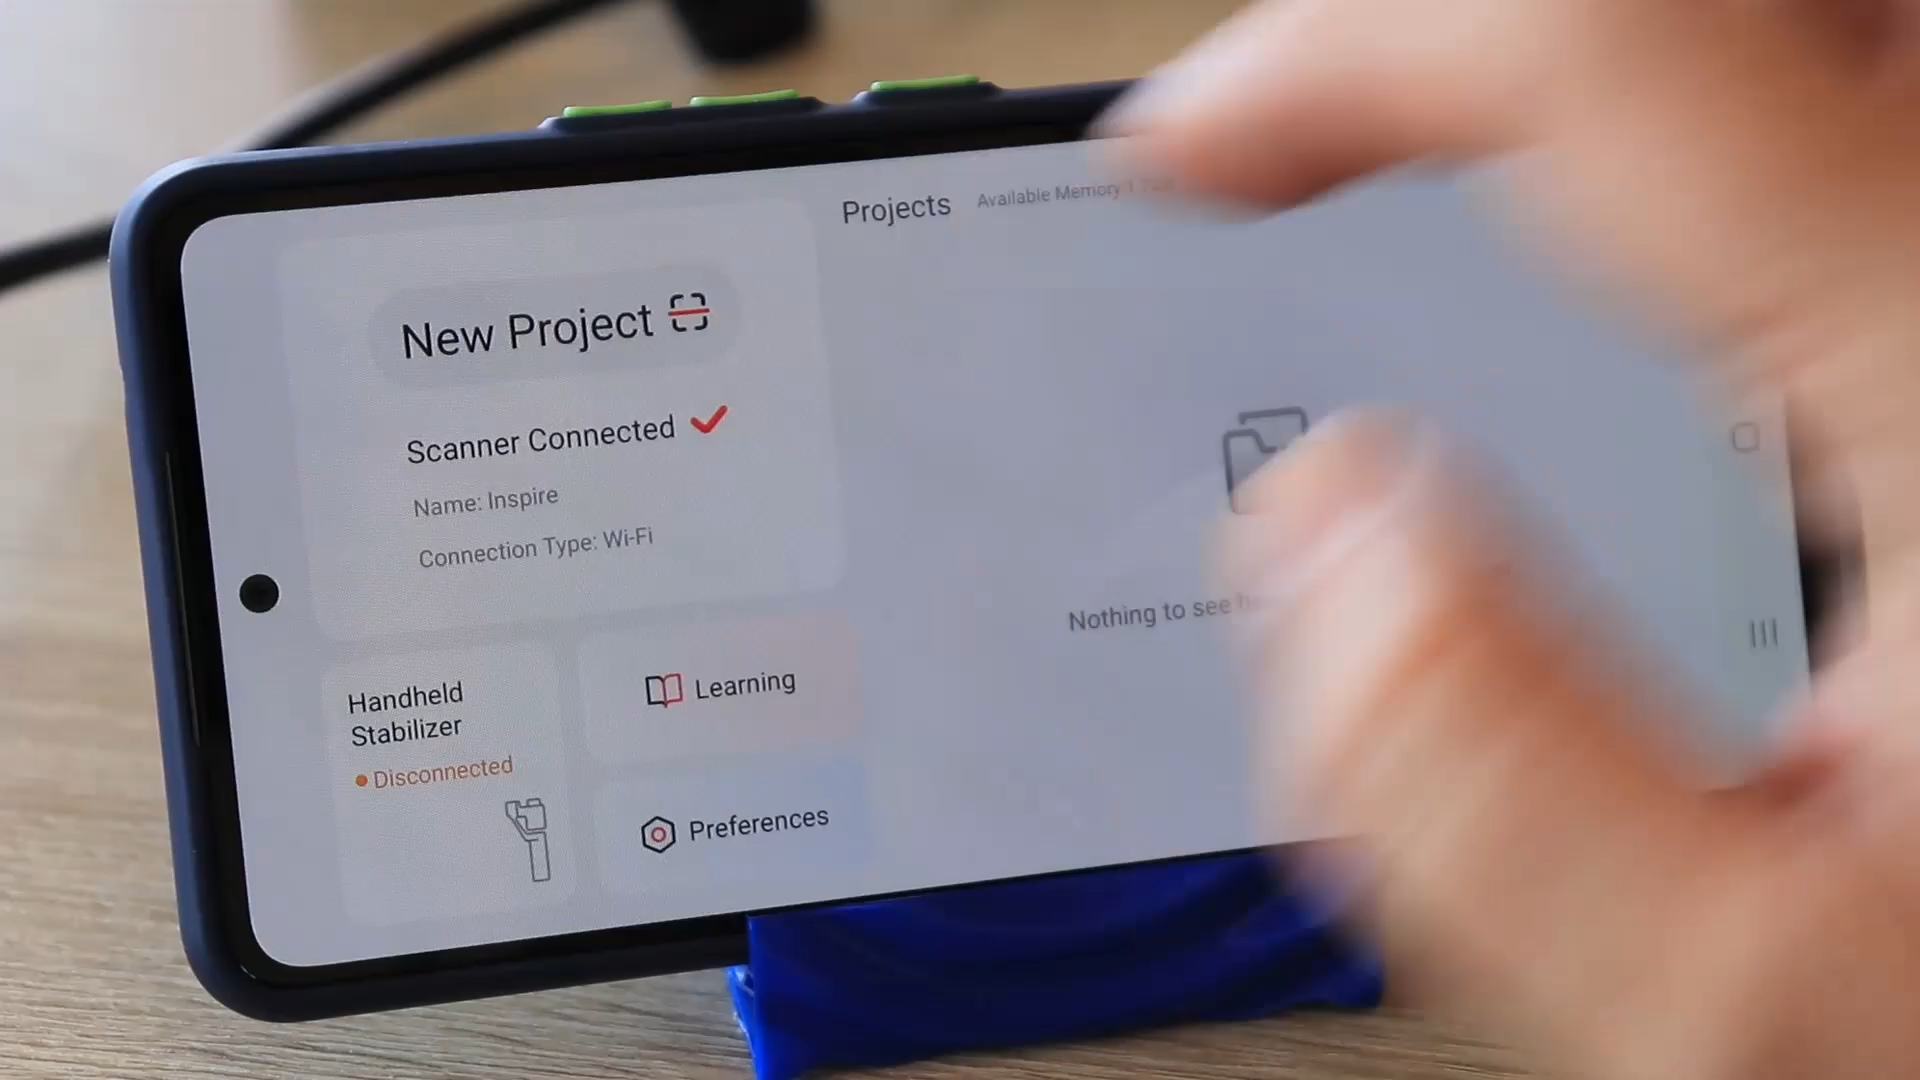 New Project
Scanner Connected
Name: Inspire
Connection Type: Wi-Fi
Handheld
Stabilizer
Disconnected
Learning
Preferences
Projects
Available Memory
Nothing to see